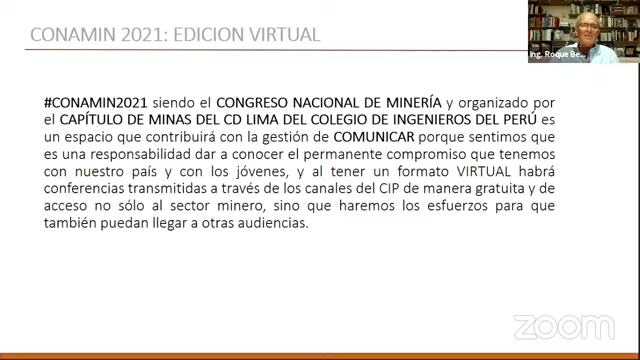 CONAMIN 2021: EDICION VIRTUAL
Ing. Roque Be...
#CONAMIN2021 siendo el CONGRESO NACIONAL DE MINERÍA y organizado por
el CAPÍTULO DE MINAS DEL CD LIMA DEL COLEGIO DE INGENIEROS DEL PERÚ es
un espacio que contribuirá con la gestión de COMUNICAR porque sentimos que
es una responsabilidad dar a conocer el permanente compromiso que tenemos
con nuestro país y con los jóvenes, y al tener un formato VIRTUAL habrá
conferencias transmitidas a través de los canales del CIP de manera gratuita y de
acceso no sólo al sector minero, sino que haremos los esfuerzos para que
también puedan llegar a otras audiencias.
zoom